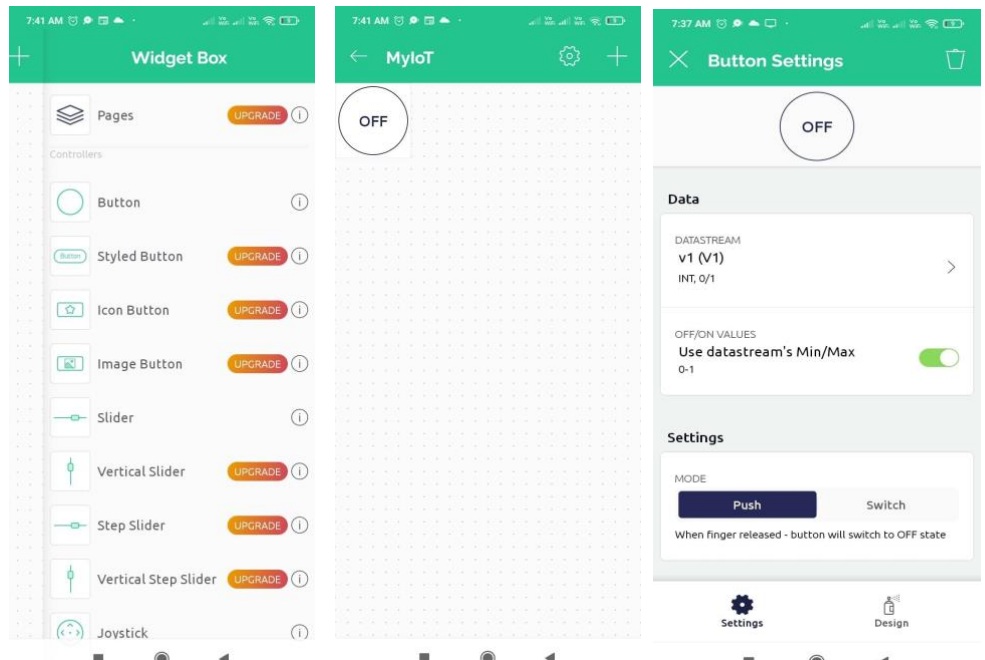 7:41 AM
Widget Box
Pages
UPGRADE
Controllers
Button
Button
Styled Button
UPGRADE
Icon Button
UPGRADE
Image Button
UPGRADE
Slider
Vertical Slider
UPGRADE
Step Slider
UPGRADE
Vertical Step Slider
UPGRADE
Joystick
7:41 AM
MyIoT
OFF
7:37 AM
Button Settings
OFF
Data
DATASTREAM
v1 (V1)
INT, 0/1
OFF/ON VALUES
Use datastream's Min/Max
0-1
Settings
MODE
Push Switch
When finger released - button will switch to OFF state
Settings Design